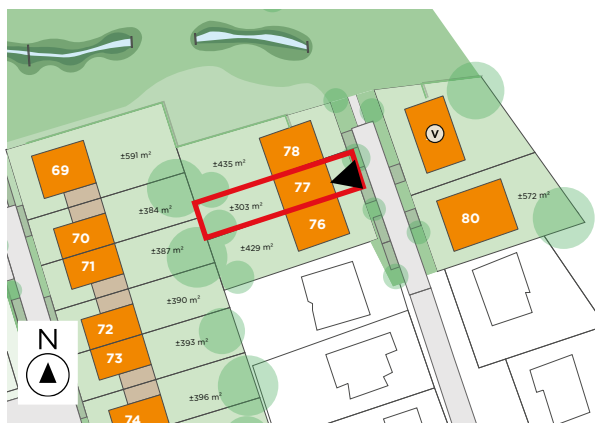 78
V
±591 m²
±435 m²
69
77
±303 m²
±572 m²
±384 m²
80
76
70
±429 m²
±387 m²
71
±390 m²
72
N
±393 m²
73
±396 m²
74